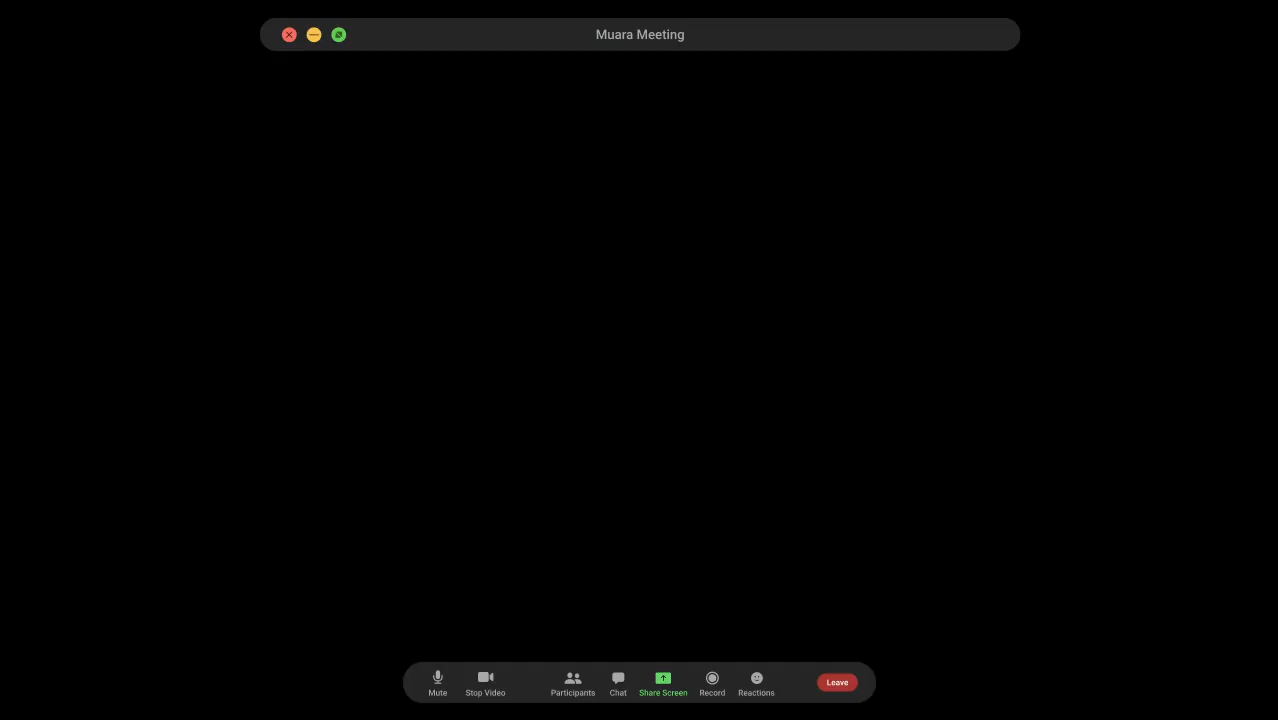 Muara Meeting
Mute
Stop Video
Participants
Chat
Share Screen
Record
Reactions
Leave